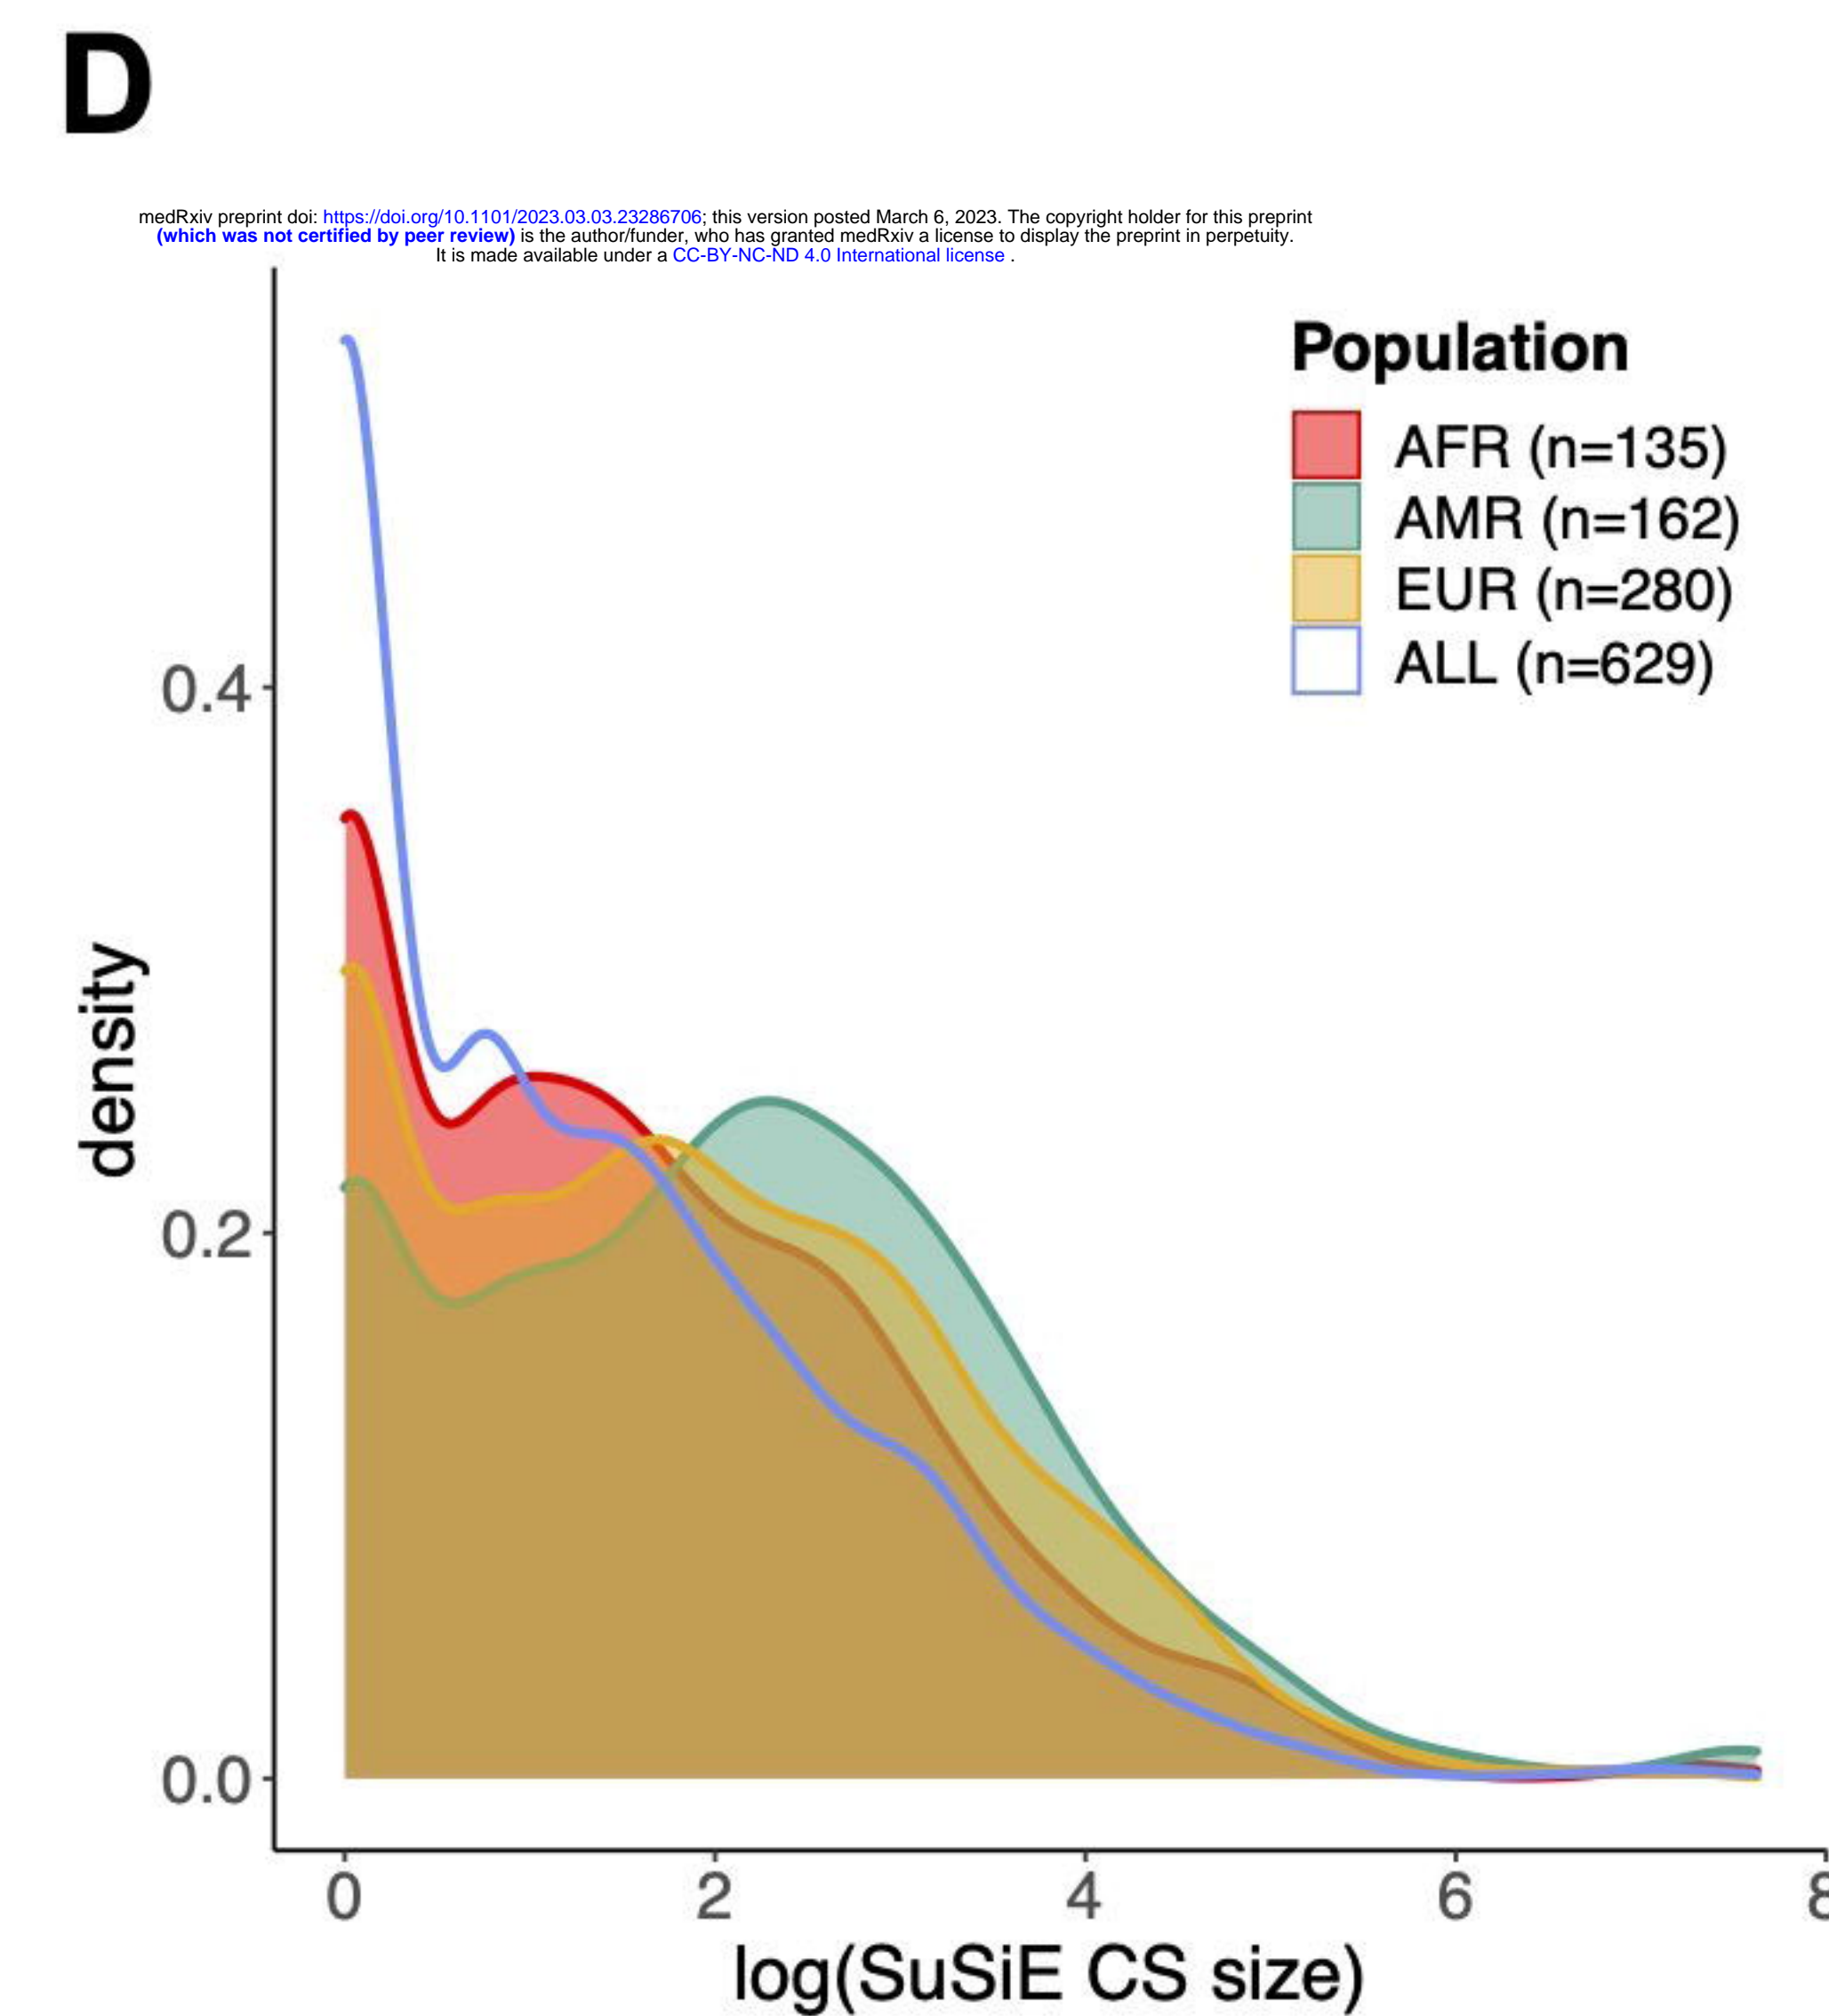 D
medRxiv preprint doi: https://doi.org/10.1101/2023.03.03.23286706; this version posted March 6, 2023. The copyright holder for this preprint
(which was not certified by peer review) is the author/funder, who has granted medRxiv a license to display the preprint in perpetuity.
It is made available under a CC-BY-NC-ND 4.0 International license .
Population
AFR (n=135)
AMR (n=162)
EUR (n=280)
ALL (n=629)
0.4
0.2
0.0
density
0 2 4 6 8
log(SuSiE CS size)